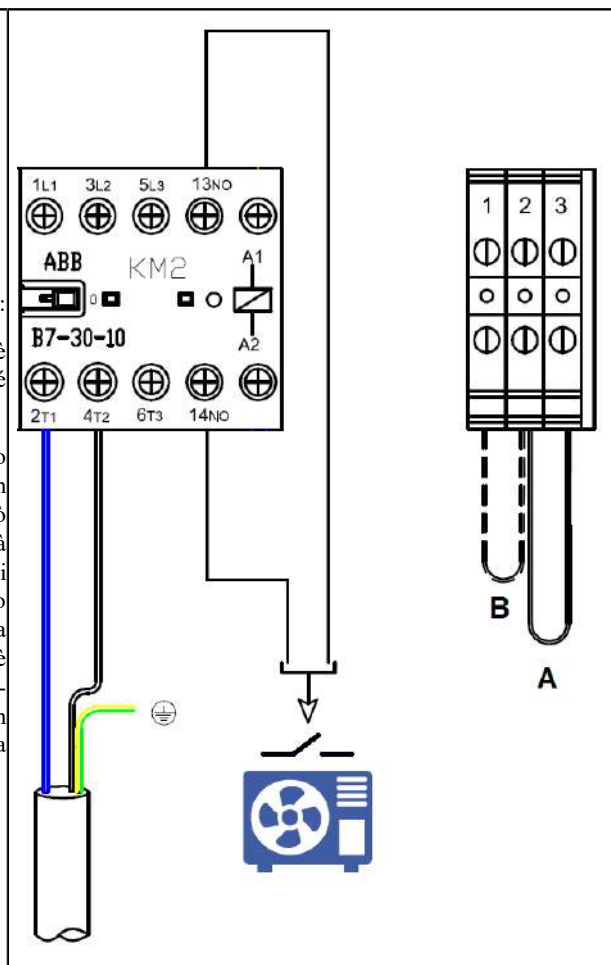 1L1 3L2 5L3 13NO
ABB KM2 A1
0
B7-30-10 A2
2T1 4T2 6T3 14NO
1 2 3
B
A
:
è
é
o
n
ò
à
i
o
a
è
-
n
a